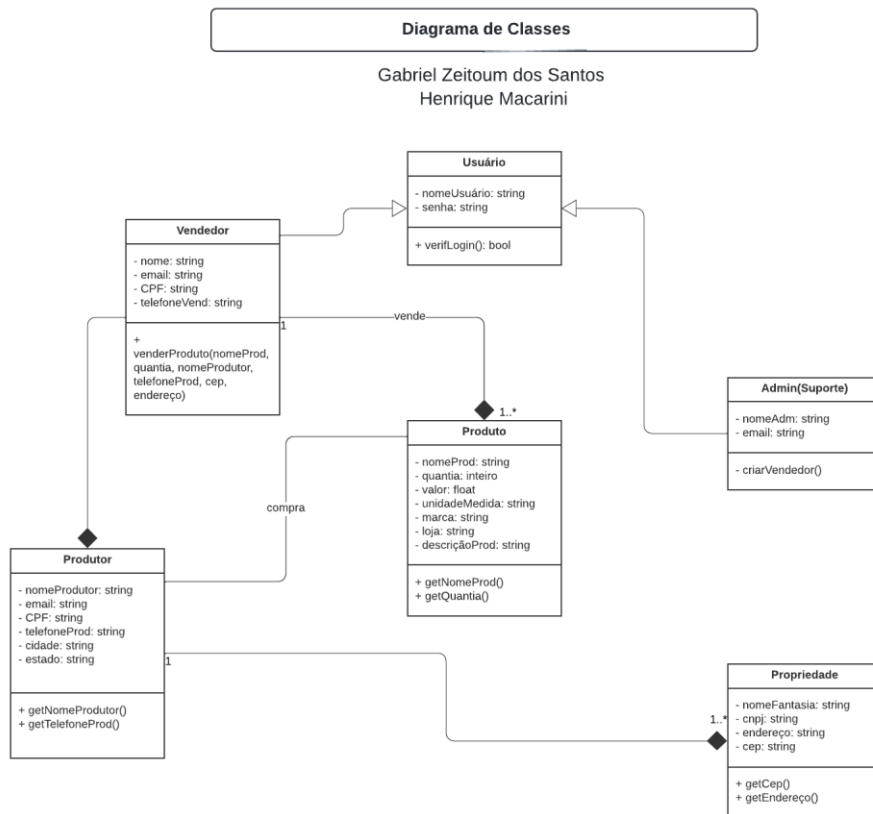 Diagrama de Classes
Gabriel Zeitoum dos Santos
Henrique Macarini
Usuário
- nomeUsuário: string
- senha: string
+ verifLogin(): bool
Vendedor
- nome: string
- email: string
- CPF: string
- telefoneVend: string
+
venderProduto(nomeProd,
quantia, nomeProdutor,
telefoneProd, cep,
endereço)
1
vende
1..*
Admin(Suporte)
- nomeAdm: string
- email: string
- criarVendedor()
Produto
- nomeProd: string
- quantia: inteiro
- valor: float
- unidadeMedida: string
- marca: string
- loja: string
- descriçãoProd: string
+ getNomeProd()
+ getQuantia()
compra
Produtor
- nomeProdutor: string
- email: string
- CPF: string
- telefoneProd: string
- cidade: string
- estado: string
+ getNomeProdutor()
+ getTelefoneProd()
1
1..*
Propriedade
- nomeFantasia: string
- cnpj: string
- endereço: string
- cep: string
+ getCep()
+ getEndereço()